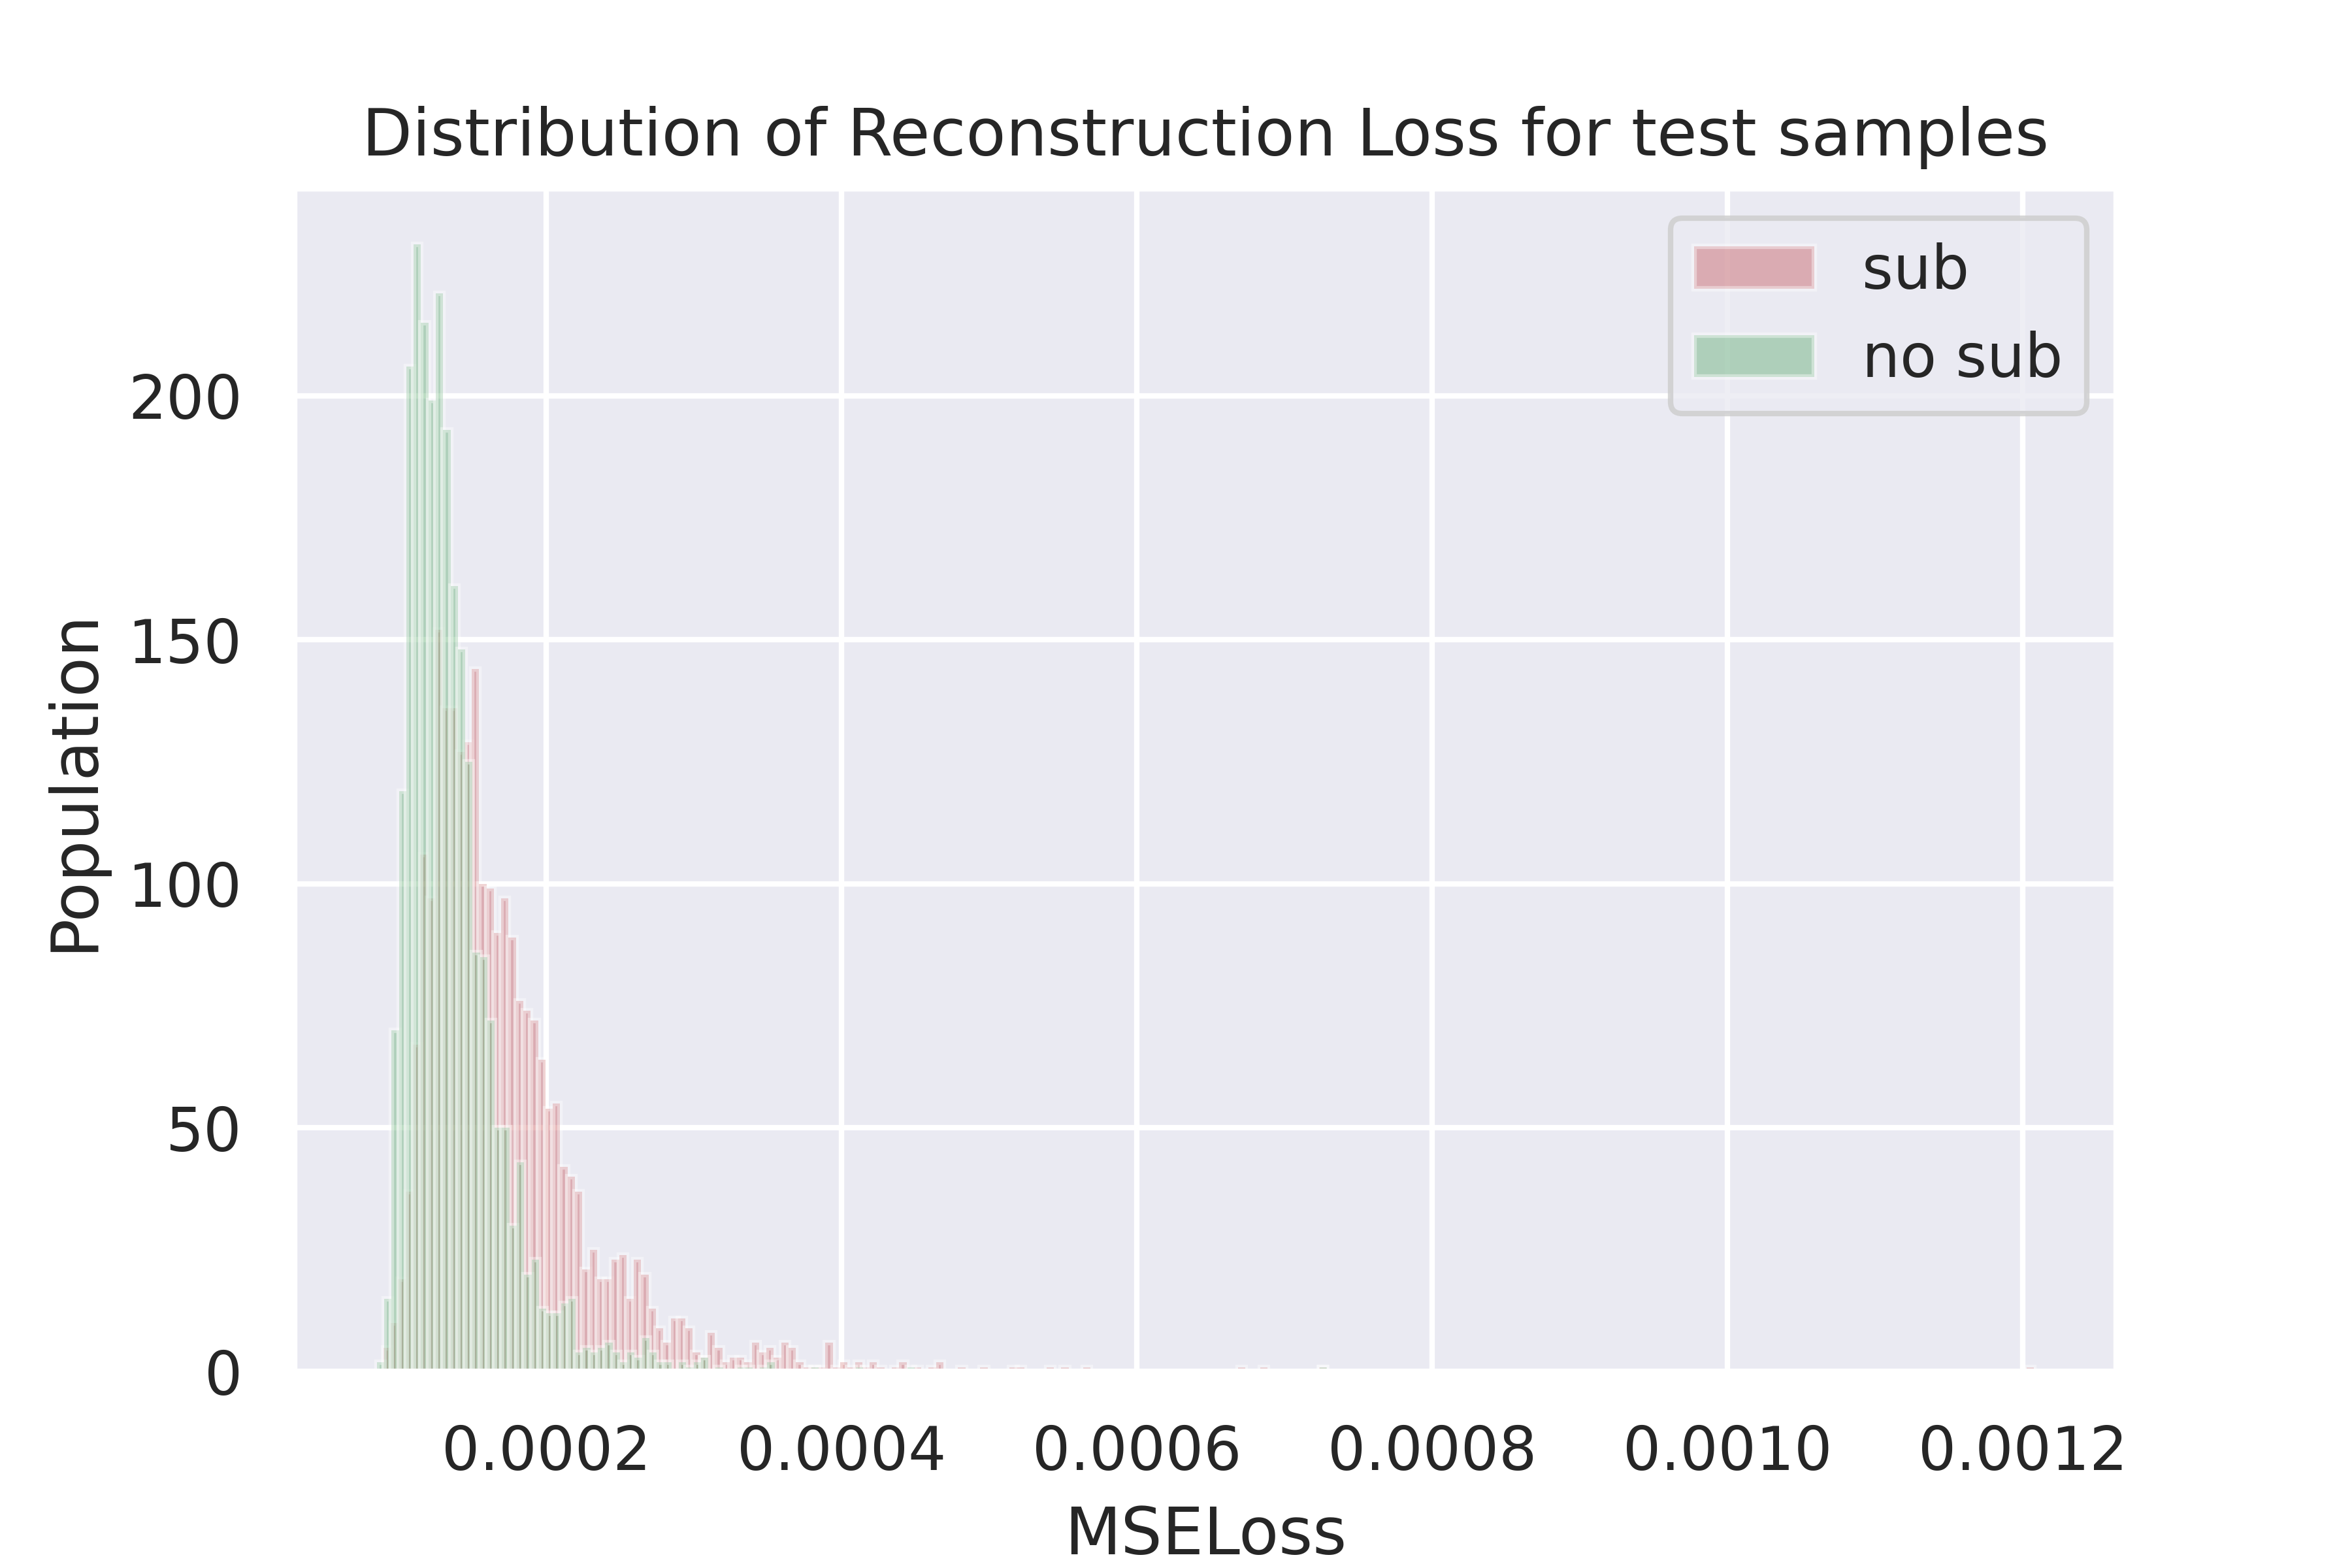 Distribution of Reconstruction Loss for test samples
sub
no sub
Population
200
150
100
50
0
0.0002 0.0004 0.0006 0.0008 0.0010 0.0012
MSELoss